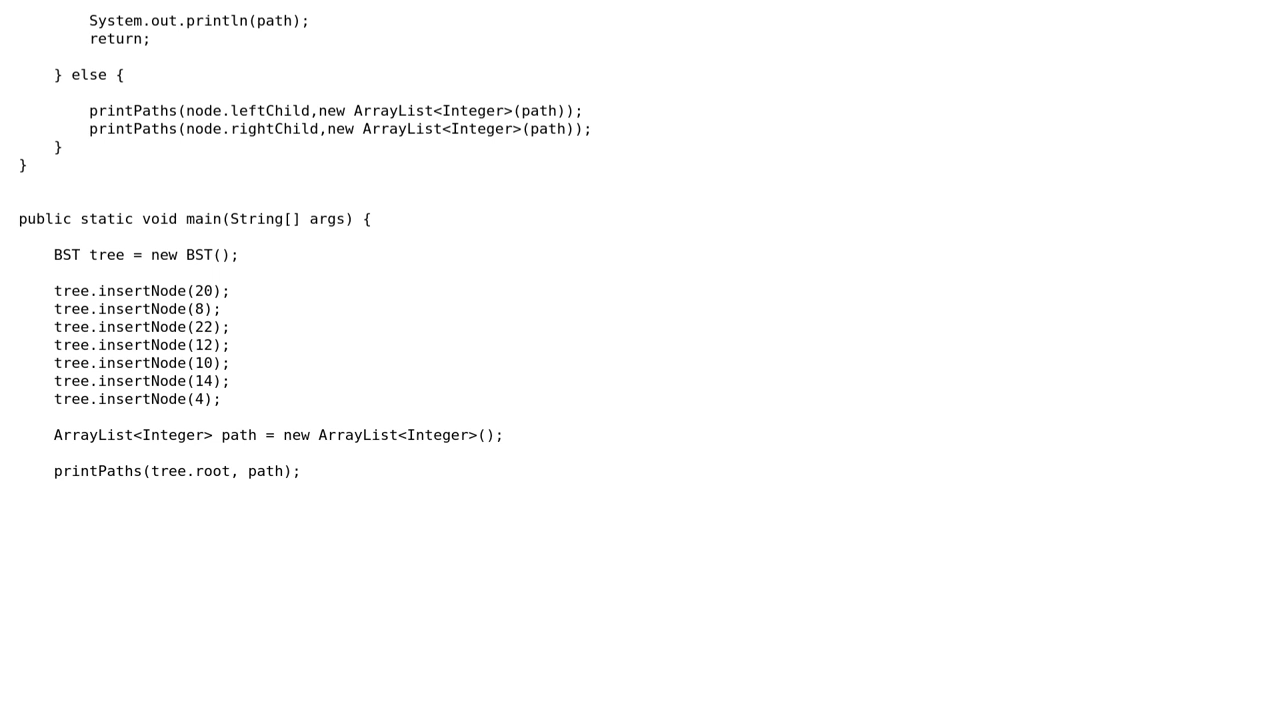 System.out.println(path);
        return;

    } else {

        printPaths(node.leftChild,new ArrayList<Integer>(path));
        printPaths(node.rightChild,new ArrayList<Integer>(path));
    }
}


public static void main(String[] args) {

    BST tree = new BST();

    tree.insertNode(20);
    tree.insertNode(8);
    tree.insertNode(22);
    tree.insertNode(12);
    tree.insertNode(10);
    tree.insertNode(14);
    tree.insertNode(4);

    ArrayList<Integer> path = new ArrayList<Integer>();

    printPaths(tree.root, path);